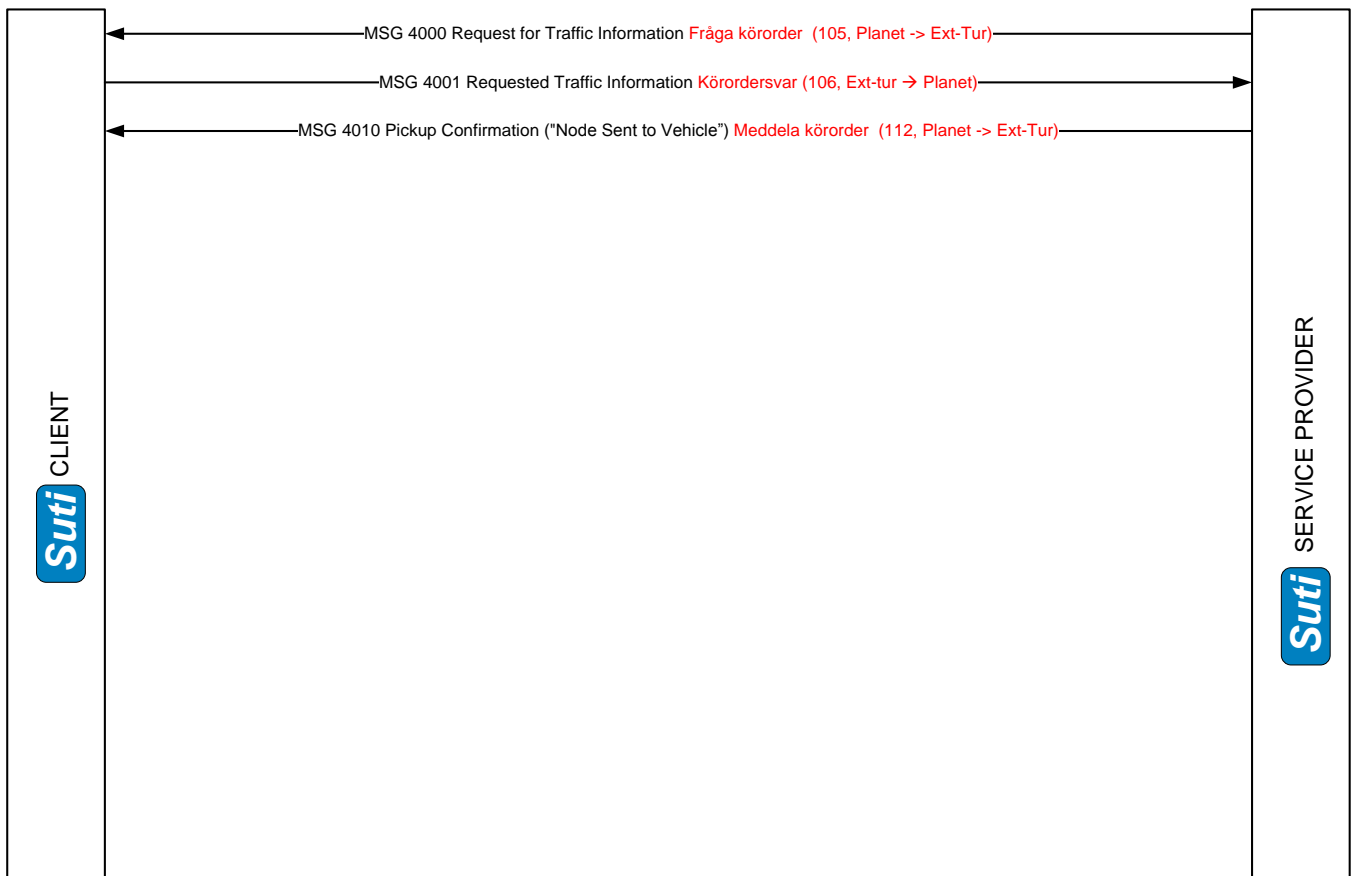 MSG 4000 Request for Traffic Information Fråga körorder  (105, Planet -> Ext-Tur)
MSG 4001 Requested Traffic Information Körordersvar (106, Ext-tur → Planet)
MSG 4010 Pickup Confirmation ("Node Sent to Vehicle”) Meddela körorder  (112, Planet -> Ext-Tur)
Suti CLIENT
Suti SERVICE PROVIDER